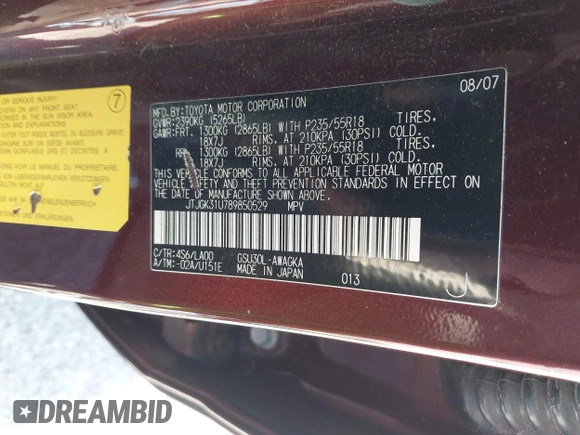 7
OR SERIOUS INJURY
08/07
MFD.BY:TOYOTA MOTOR CORPORATION
GVWR:2390KG (5265LB)
GAWR:FRT. 1300KG (2865LB) WITH P235/55R18 TIRES,
18X7J RIMS, AT 210KPA (30PSI) COLD.
RR. 1300KG (2865LB) WITH P235/55R18 TIRES,
18X7J RIMS, AT 210KPA (30PSI) COLD.
THIS VEHICLE CONFORMS TO ALL APPLICABLE FEDERAL MOTOR
VEHICLE SAFETY AND THEFT PREVENTION STANDARDS IN EFFECT ON
THE DATE OF MANUFACTURE SHOWN ABOVE.
JTJGK31U789850529 MPV
C/TR:4S6/LA00 GSU30L-AWAGKA
A/TM:-02A/U151E MADE IN JAPAN 013 J
DREAMBID